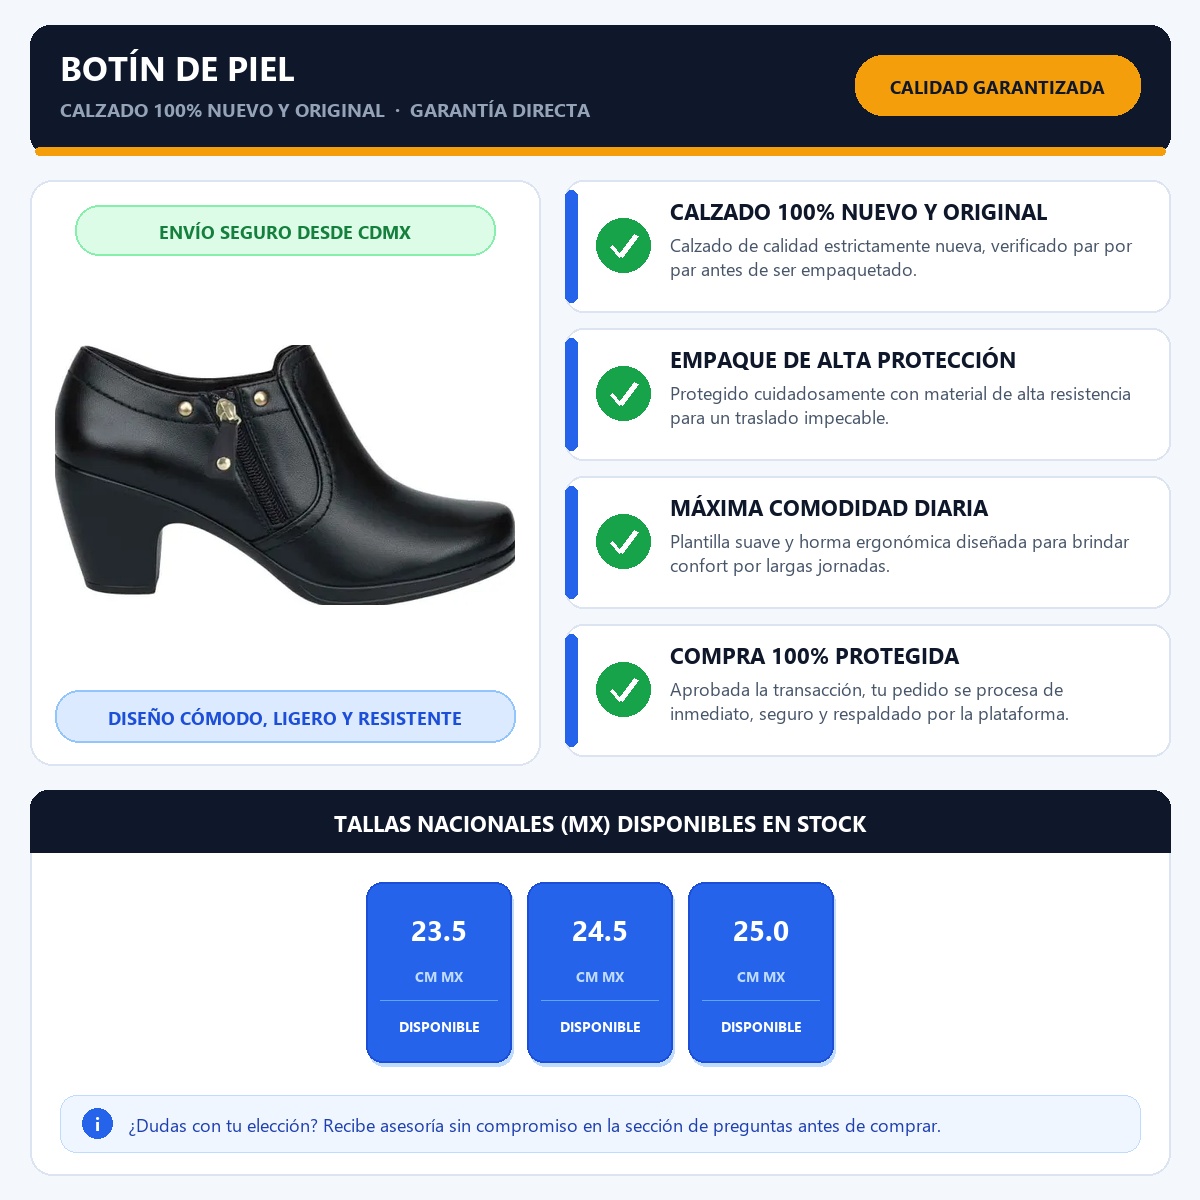 BOTÍN DE PIEL
CALZADO 100% NUEVO Y ORIGINAL · GARANTÍA DIRECTA
CALIDAD GARANTIZADA
ENVÍO SEGURO DESDE CDMX
DISEÑO CÓMODO, LIGERO Y RESISTENTE
CALZADO 100% NUEVO Y ORIGINAL
Calzado de calidad estrictamente nueva, verificado par por
par antes de ser empaquetado.
EMPAQUE DE ALTA PROTECCIÓN
Protegido cuidadosamente con material de alta resistencia
para un traslado impecable.
MÁXIMA COMODIDAD DIARIA
Plantilla suave y horma ergonómica diseñada para brindar
confort por largas jornadas.
COMPRA 100% PROTEGIDA
Aprobada la transacción, tu pedido se procesa de
inmediato, seguro y respaldado por la plataforma.
TALLAS NACIONALES (MX) DISPONIBLES EN STOCK
23.5
CM MX
DISPONIBLE
24.5
CM MX
DISPONIBLE
25.0
CM MX
DISPONIBLE
¿Dudas con tu elección? Recibe asesoría sin compromiso en la sección de preguntas antes de comprar.